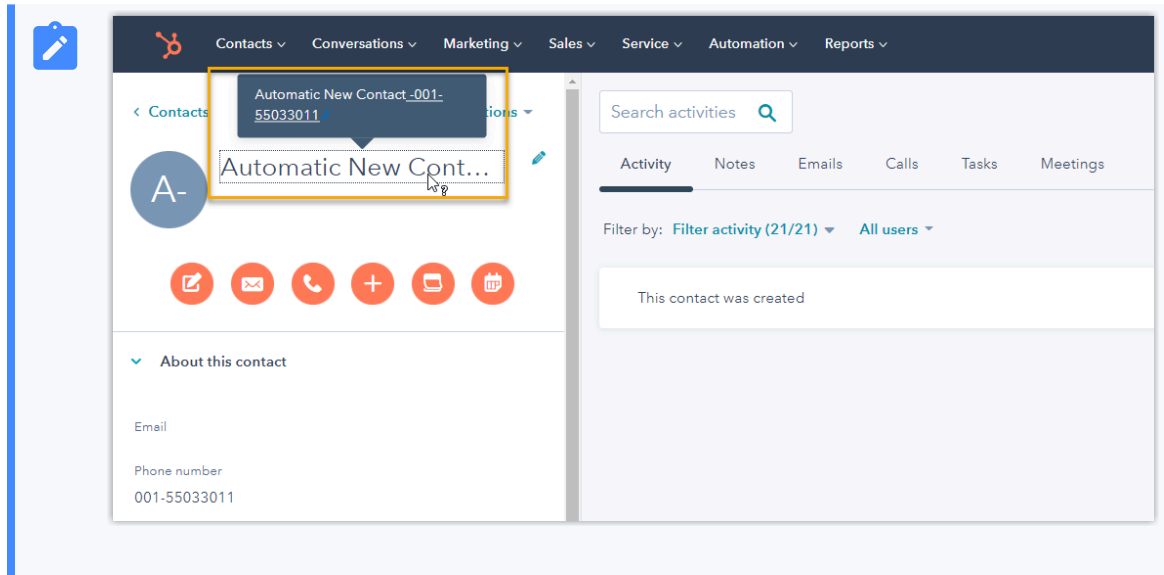 Contacts Conversations Marketing Sales Service Automation Reports
Automatic New Contact -001-
55033011
Contacts
tions
Automatic New Cont...
A-
About this contact
Email
Phone number
001-55033011
Search activities
Activity Notes Emails Calls Tasks Meetings
Filter by: Filter activity (21/21) All users
This contact was created